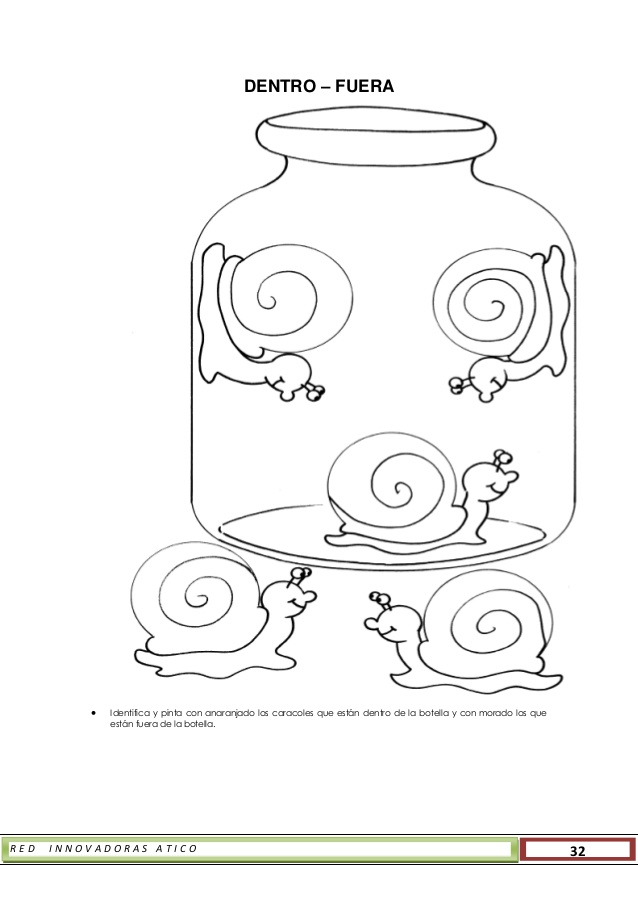 DENTRO – FUERA
• Identifica y pinta con anaranjado los caracoles que están dentro de la botella y con morado los que
están fuera de la botella.
RED INNOVADORAS ATICO
32